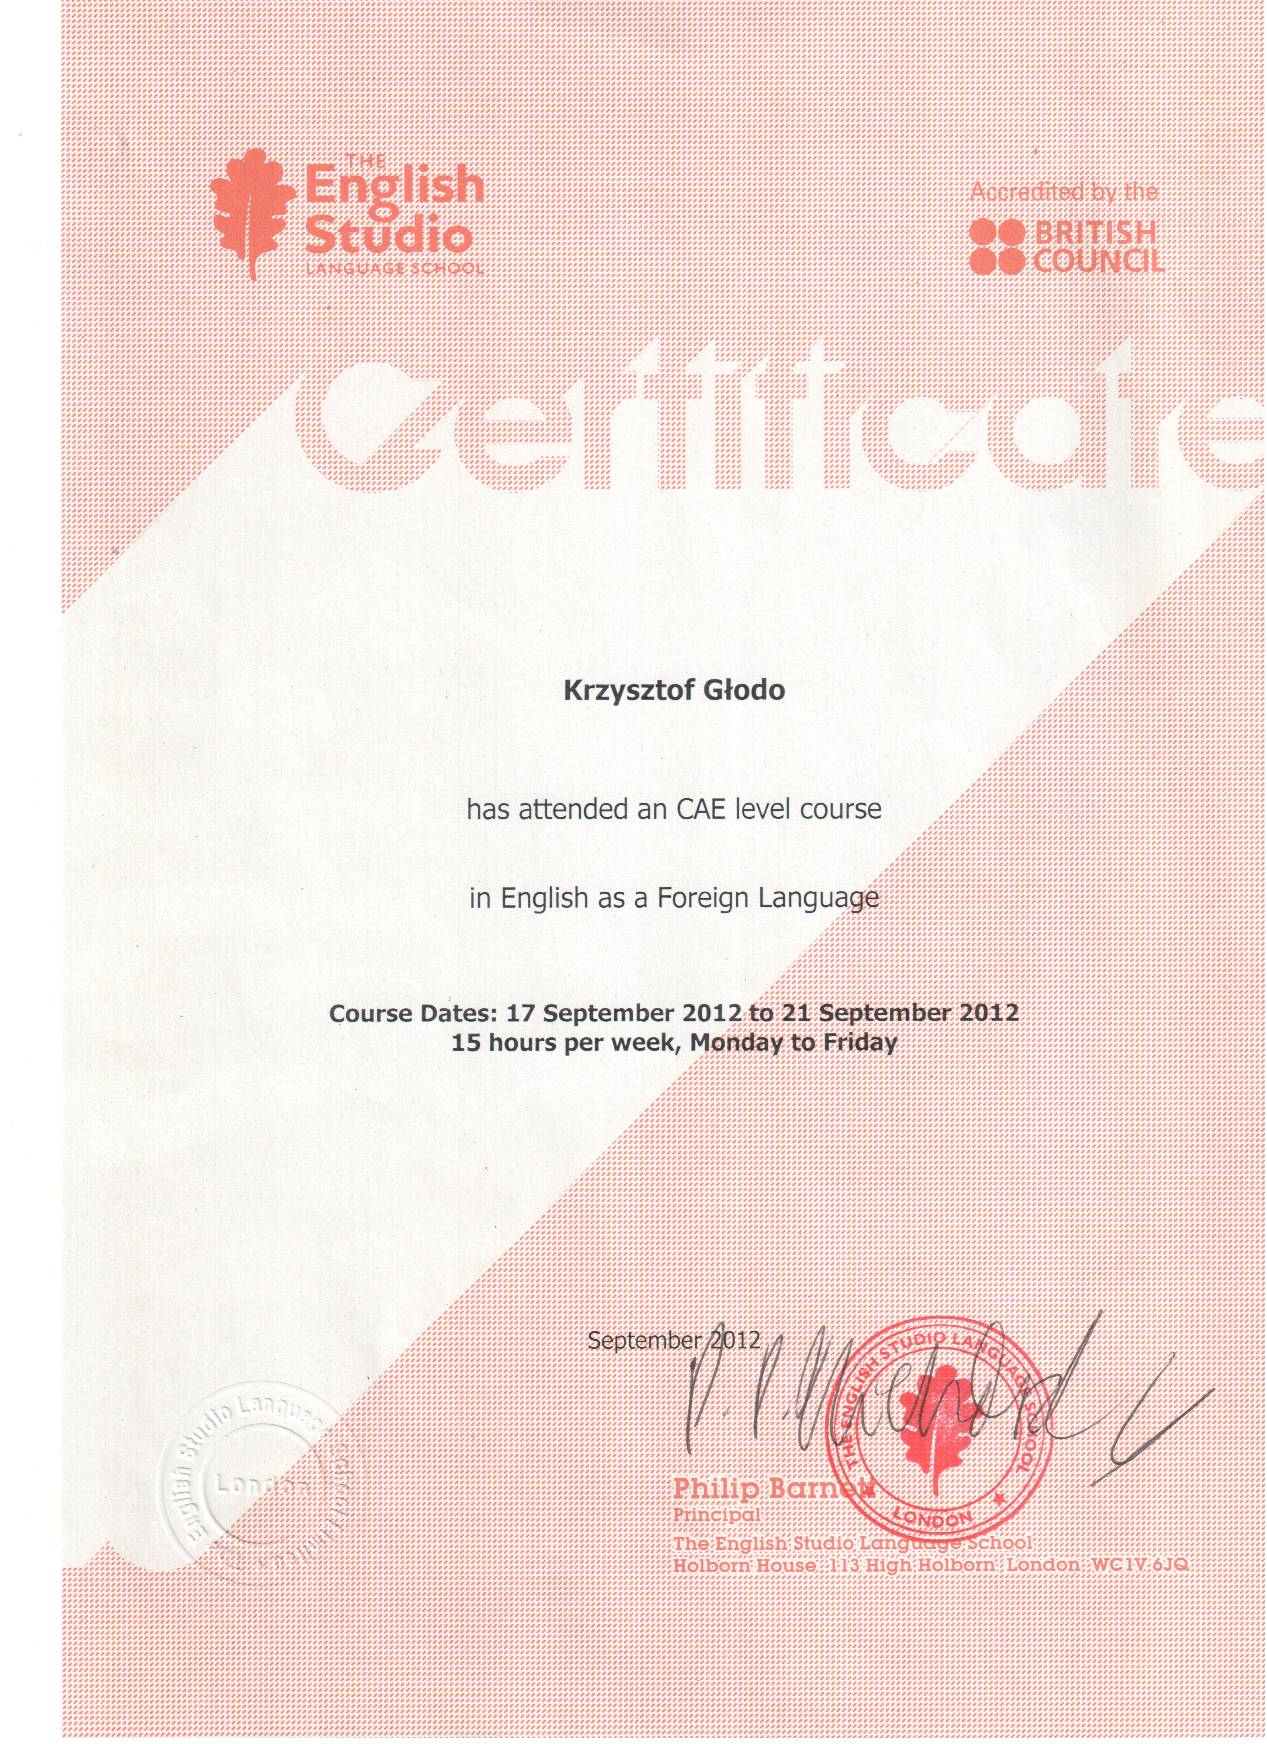 THE
English
Studio
LANGUAGE SCHOOL
Accredited by the
BRITISH
COUNCIL
Certificate
Krzysztof Głodo
has attended an CAE level course
in English as a Foreign Language
Course Dates: 17 September 2012 to 21 September 2012
15 hours per week, Monday to Friday
September 2012
THE ENGLISH STUDIO LANGUAGE SCHOOL
LONDON
English Studio Language
London
Philip Barnett
Principal
The English Studio Language School
Holborn House 113 High Holborn London WC1V 6JQ